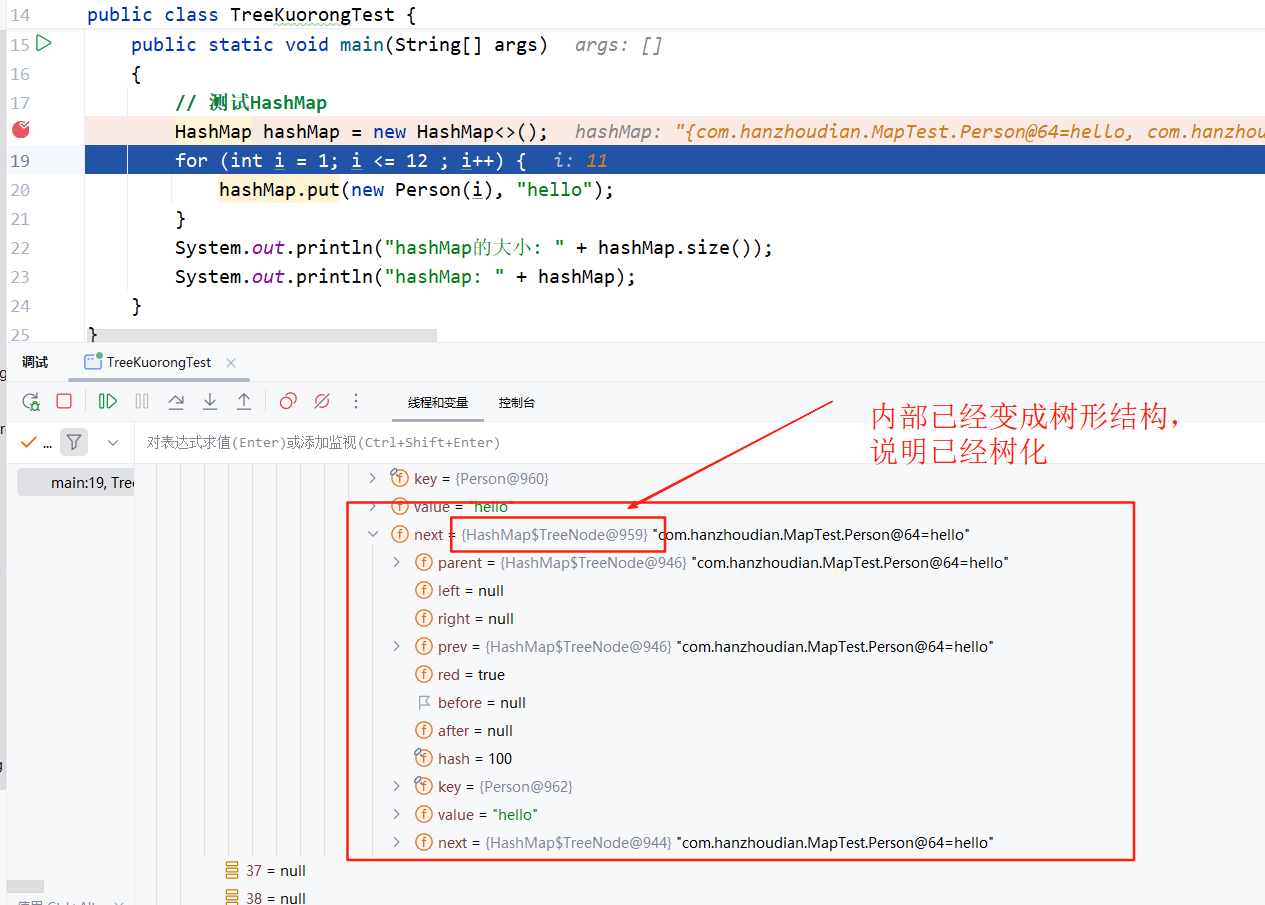 14 public class TreeKuorongTest {
15 public static void main(String[] args) args: []
16 {
17 // 测试HashMap
HashMap hashMap = new HashMap<>(); hashMap: "{com.hanzhoudian.MapTest.Person@64=hello, com.hanzhou
19 for (int i = 1; i <= 12 ; i++) { i: 11
20 hashMap.put(new Person(i), "hello");
21 }
22 System.out.println("hashMap的大小: " + hashMap.size());
23 System.out.println("hashMap: " + hashMap);
24 }
25 }
调试 TreeKuorongTest
线程和变量 控制台
内部已经变成树形结构,
说明已经树化
... 对表达式求值(Enter)或添加监视(Ctrl+Shift+Enter)
main:19, Tree
key = {Person@960}
value = "hello"
next = {HashMap$TreeNode@959} "com.hanzhoudian.MapTest.Person@64=hello"
parent = {HashMap$TreeNode@946} "com.hanzhoudian.MapTest.Person@64=hello"
left = null
right = null
prev = {HashMap$TreeNode@946} "com.hanzhoudian.MapTest.Person@64=hello"
red = true
before = null
after = null
hash = 100
key = {Person@962}
value = "hello"
next = {HashMap$TreeNode@944} "com.hanzhoudian.MapTest.Person@64=hello"
37 = null
38 = null